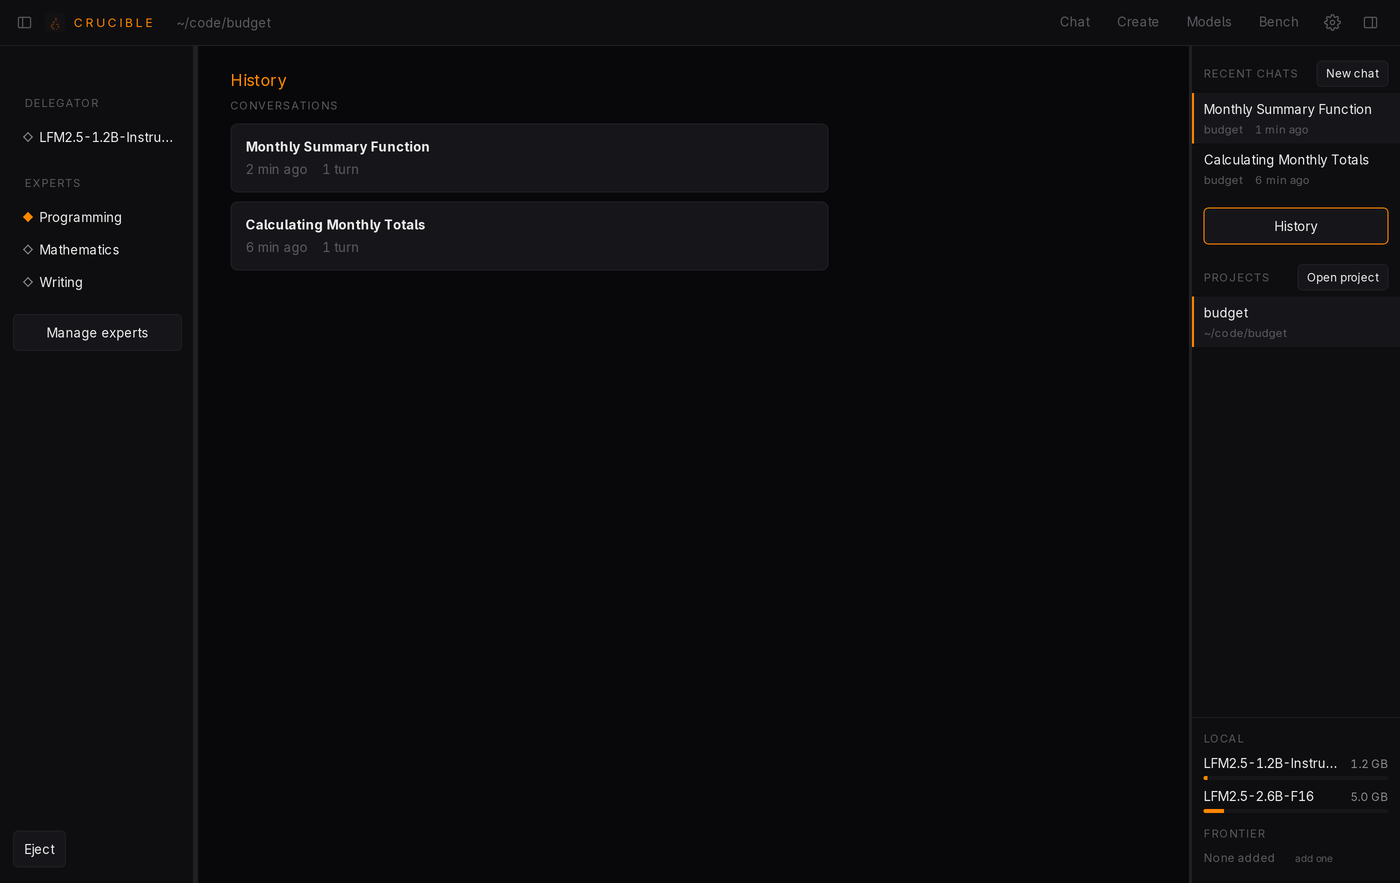 CRUCIBLE ~/code/budget Chat Create Models Bench
DELEGATOR
LFM2.5-1.2B-Instru...
EXPERTS
Programming
Mathematics
Writing
Manage experts
Eject
History
CONVERSATIONS
Monthly Summary Function
2 min ago 1 turn
Calculating Monthly Totals
6 min ago 1 turn
RECENT CHATS New chat
Monthly Summary Function
budget 1 min ago
Calculating Monthly Totals
budget 6 min ago
History
PROJECTS Open project
budget
~/code/budget
LOCAL
LFM2.5-1.2B-Instru... 1.2 GB
LFM2.5-2.6B-F16 5.0 GB
FRONTIER
None added add one